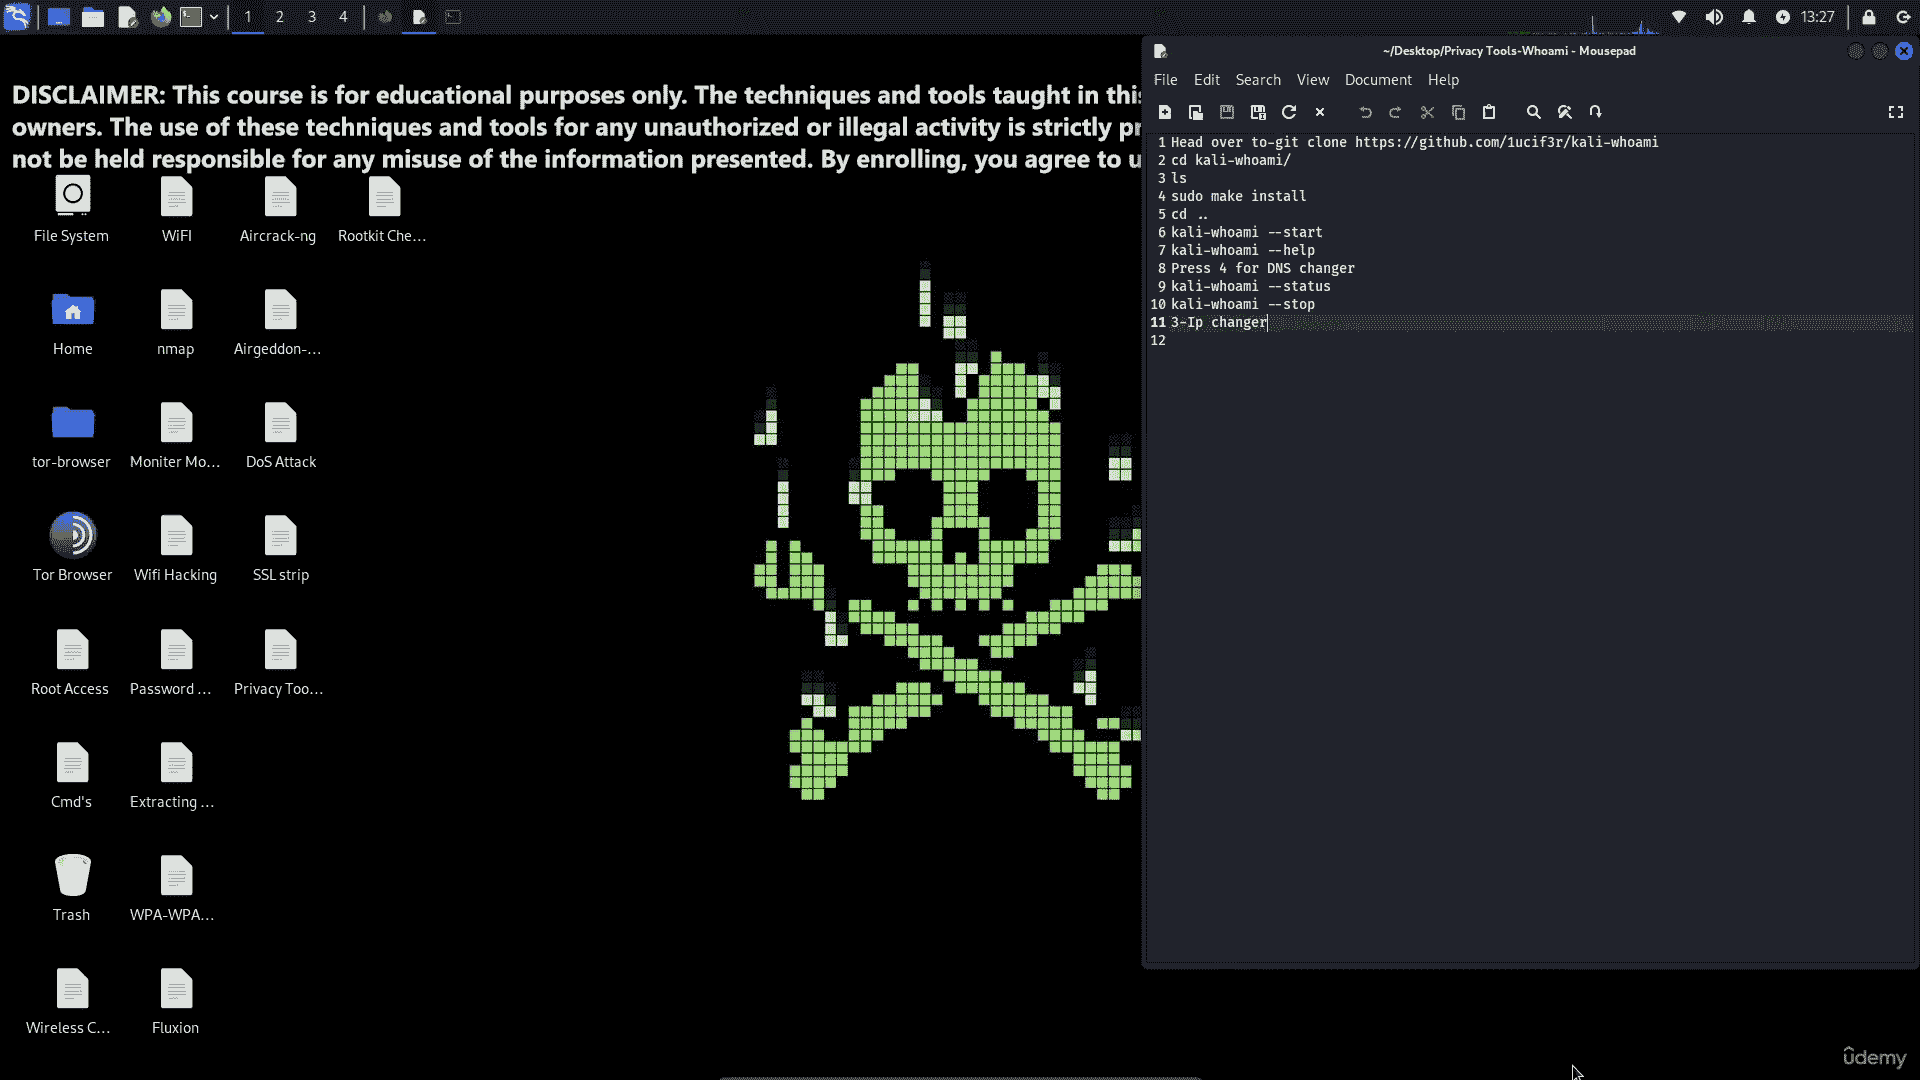 1 2 3 4
13:27
~/Desktop/Privacy Tools-Whoami - Mousepad
File Edit Search View Document Help
DISCLAIMER: This course is for educational purposes only. The techniques and tools taught in this
owners. The use of these techniques and tools for any unauthorized or illegal activity is strictly pr
not be held responsible for any misuse of the information presented. By enrolling, you agree to u
1 Head over to-git clone https://github.com/1ucif3r/kali-whoami
2 cd kali-whoami/
3 ls
4 sudo make install
5 cd ..
6 kali-whoami --start
7 kali-whoami --help
8 Press 4 for DNS changer
9 kali-whoami --status
10 kali-whoami --stop
11 3-Ip changer
12
File System WiFI Aircrack-ng Rootkit Che...
Home nmap Airgeddon-...
tor-browser Moniter Mo... DoS Attack
Tor Browser Wifi Hacking SSL strip
Root Access Password ... Privacy Too...
Cmd's Extracting ...
Trash WPA-WPA...
Wireless C... Fluxion
ûdemy